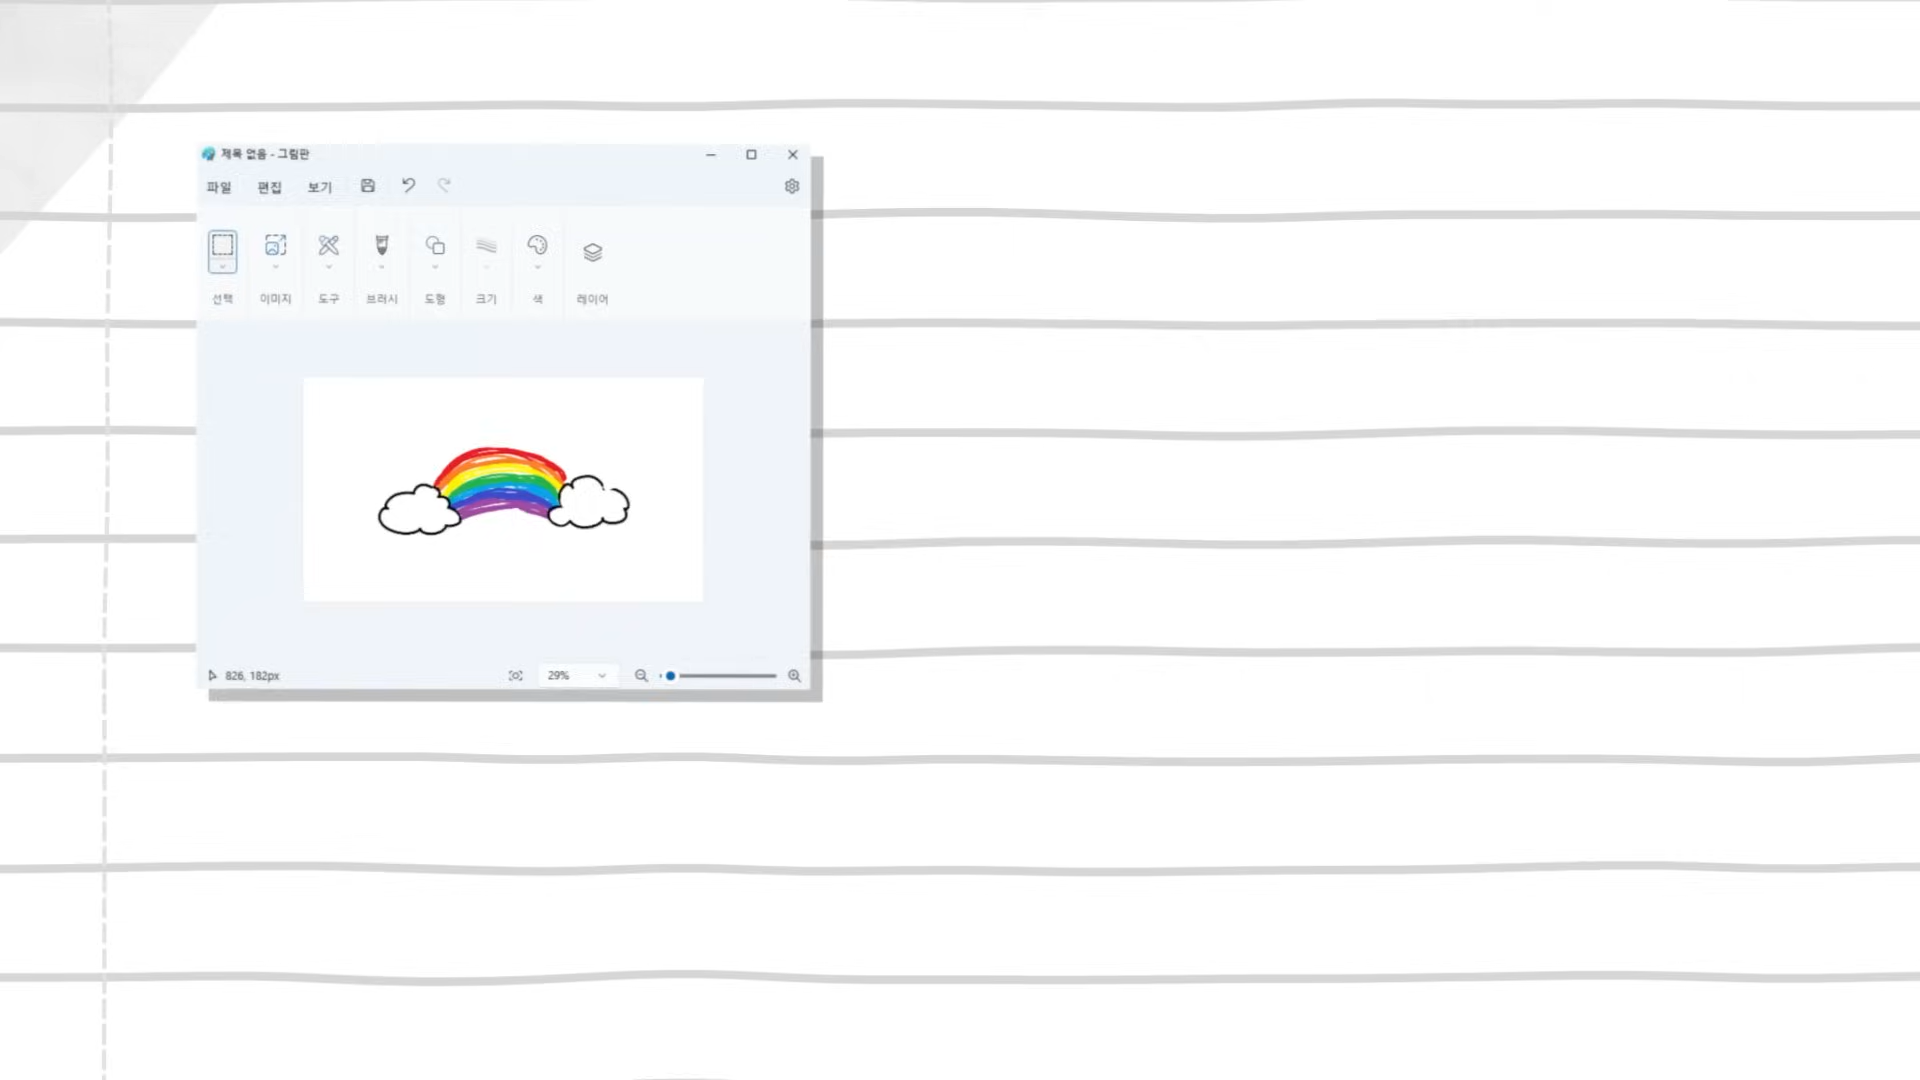 제목 없음 - 그림판
파일 편집 보기
선택 이미지 도구 브러시 도형 크기 색 레이어
826, 182px 29%